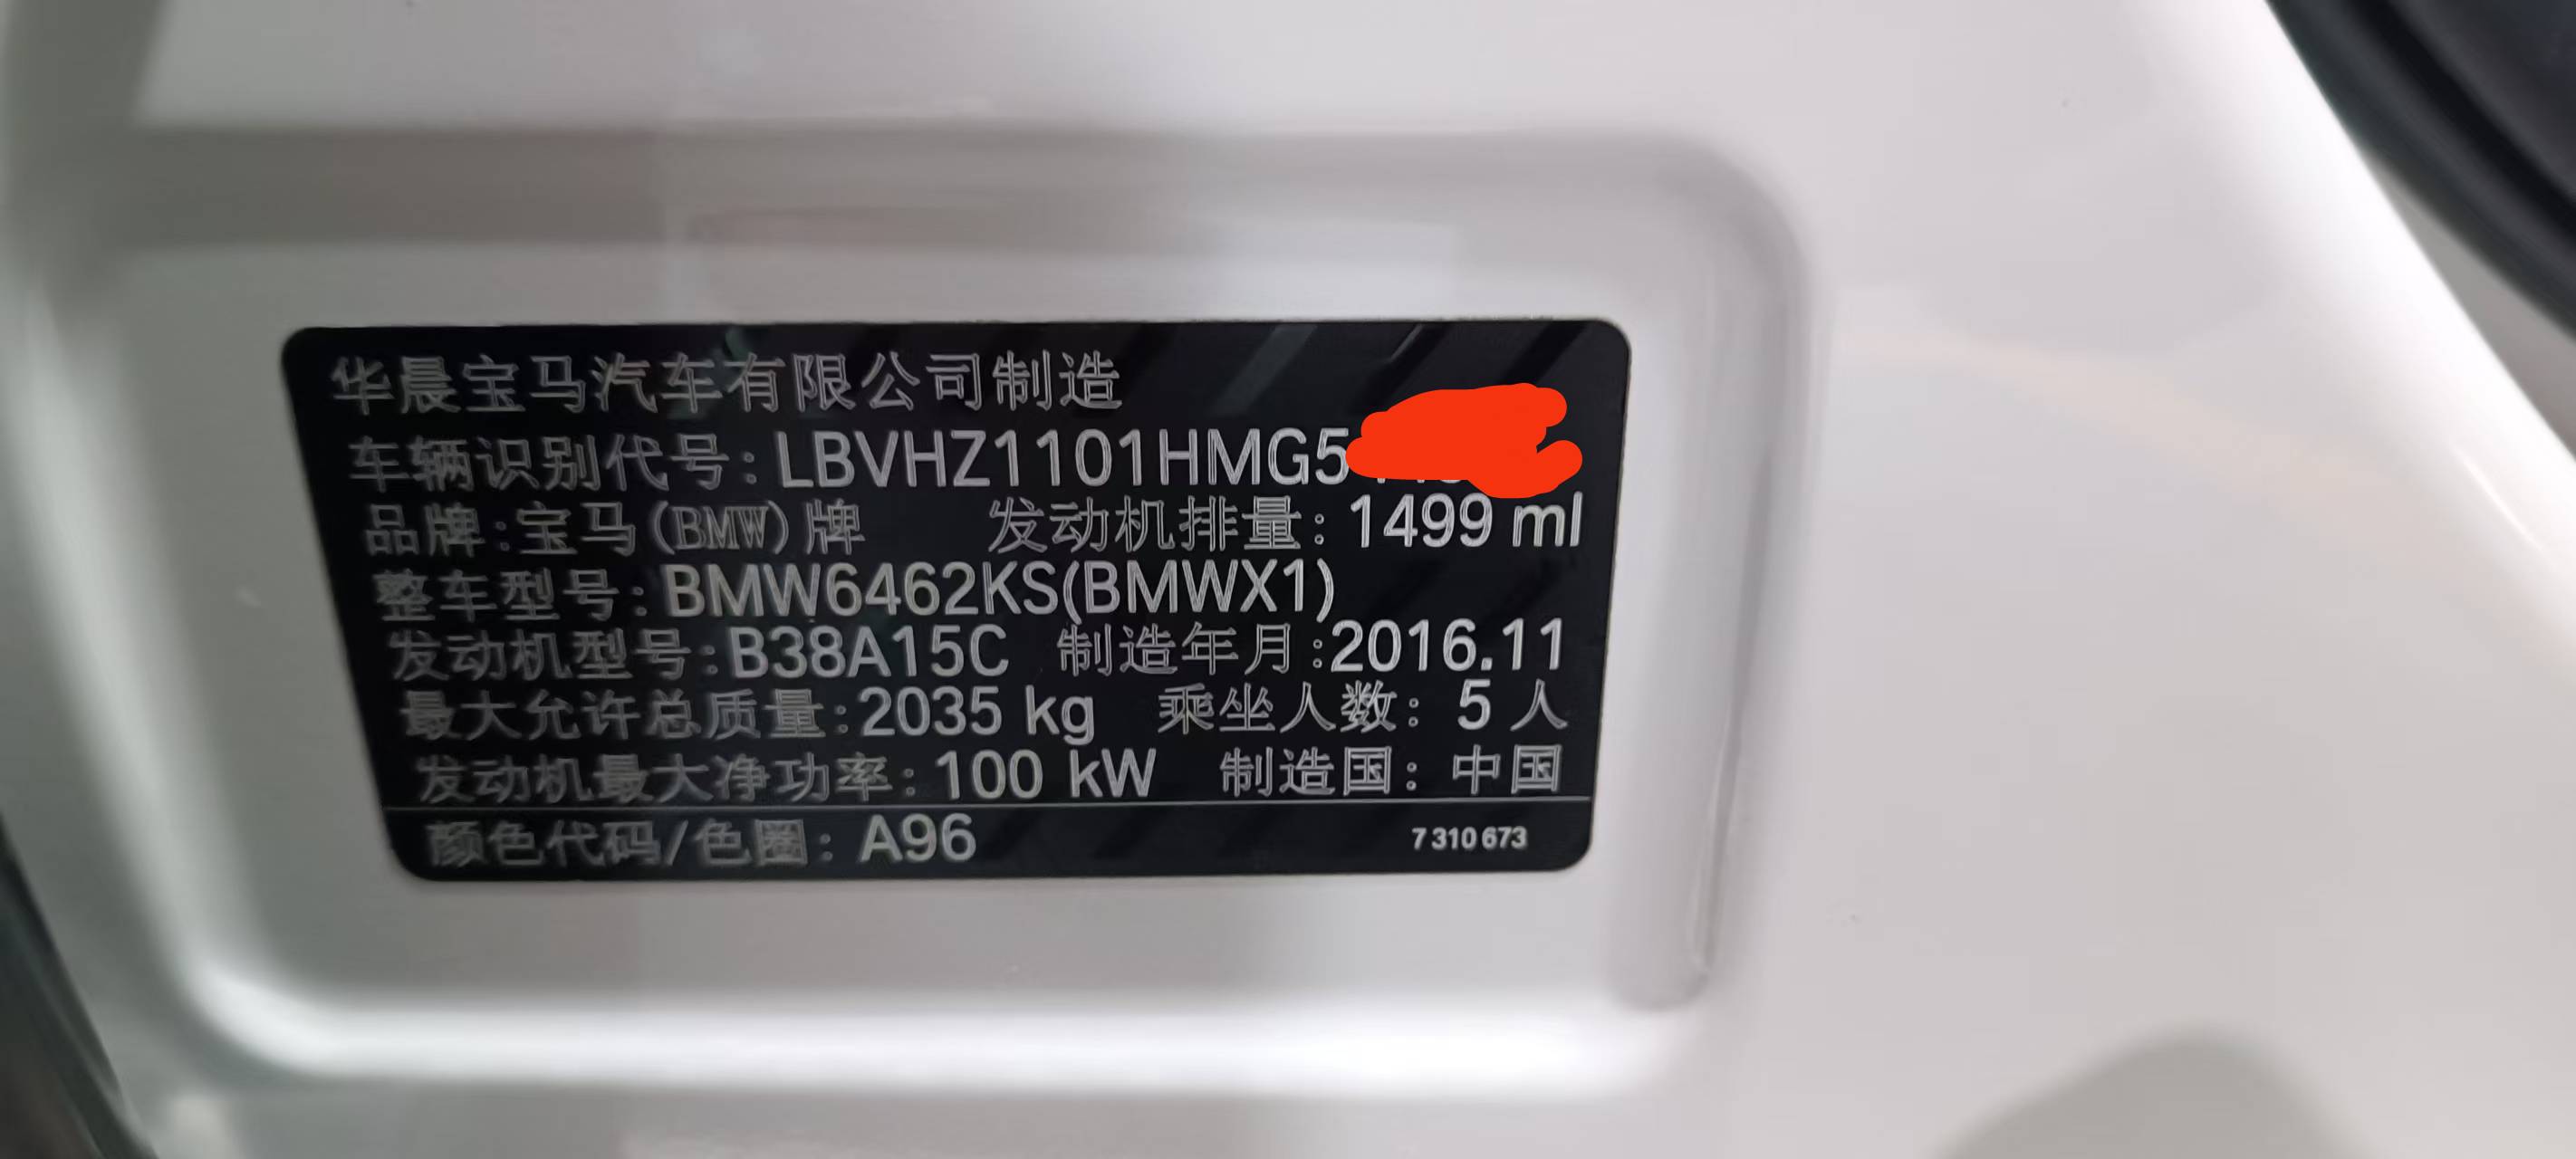 华晨宝马汽车有限公司制造
车辆识别代号:LBVHZ1101HMG5
品牌:宝马(BMW)牌 发动机排量:1499 ml
整车型号:BMW6462KS(BMWX1)
发动机型号:B38A15C 制造年月:2016.11
最大允许总质量:2035 kg 乘坐人数: 5 人
发动机最大净功率:100 kW 制造国: 中国
颜色代码/色圈: A96 7 310 673